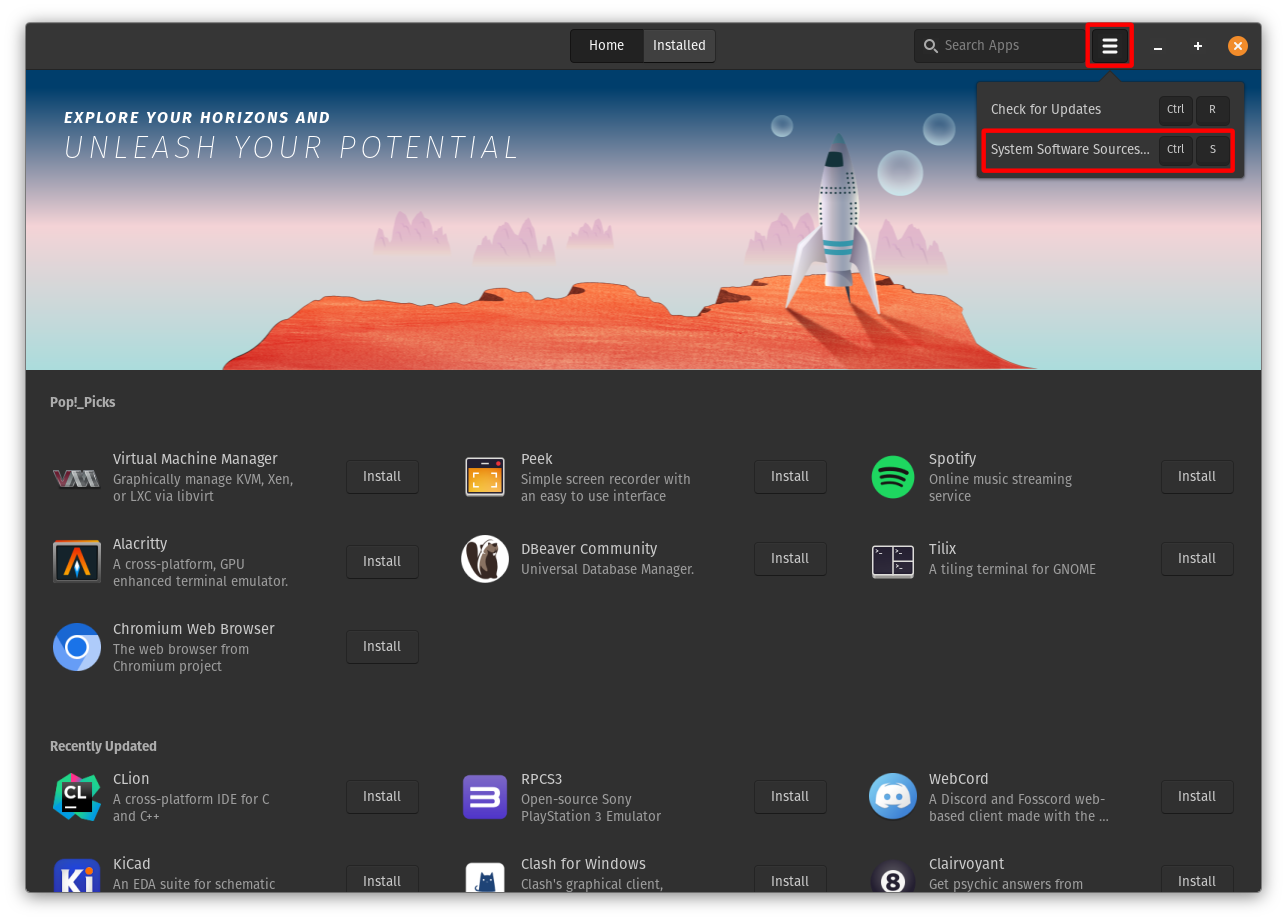 Home
Installed
Search Apps
Check for Updates
Ctrl
R
System Software Sources...
Ctrl
S
EXPLORE YOUR HORIZONS AND
UNLEASH YOUR POTENTIAL
Pop!_Picks
Virtual Machine Manager
Graphically manage KVM, Xen,
or LXC via libvirt
Install
Peek
Simple screen recorder with
an easy to use interface
Install
Spotify
Online music streaming
service
Install
Alacritty
A cross-platform, GPU
enhanced terminal emulator.
Install
DBeaver Community
Universal Database Manager.
Install
Tilix
A tiling terminal for GNOME
Install
Chromium Web Browser
The web browser from
Chromium project
Install
Recently Updated
CL
CLion
A cross-platform IDE for C
and C++
Install
RPCS3
Open-source Sony
PlayStation 3 Emulator
Install
WebCord
A Discord and Fosscord web-
based client made with the ...
Install
Ki
KiCad
An EDA suite for schematic
Install
Clash for Windows
Clash's graphical client,
Install
8
Clairvoyant
Get psychic answers from
Install